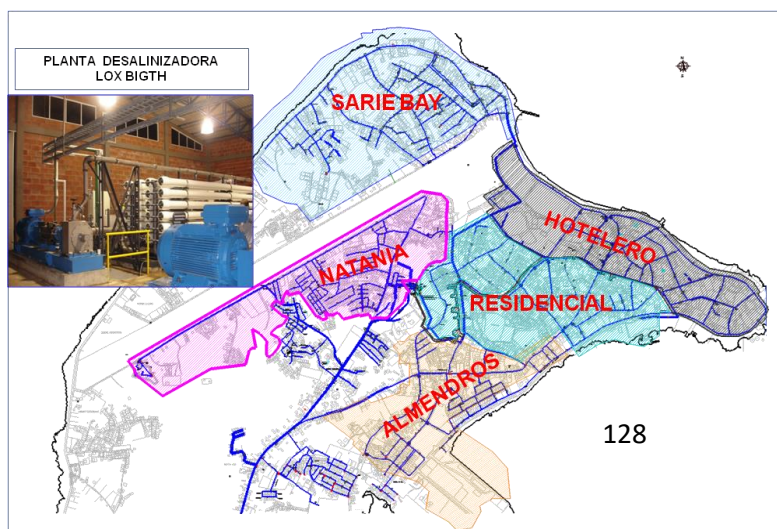 PLANTA DESALINIZADORA
LOX BIGTH
SARIE BAY
HOTELERO
NATANIA
RESIDENCIAL
ALMENDROS
128